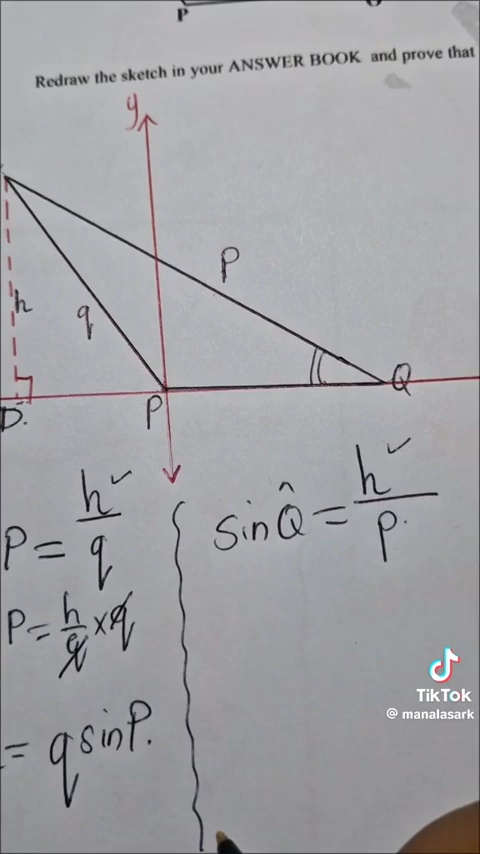 P
Redraw the sketch in your ANSWER BOOK and prove that
y
P
h
q
D.
P
Q
P = h/q
sin Q̂ = h/p.
P = h/q × q
= q sin P.
TikTok
@ manalasark